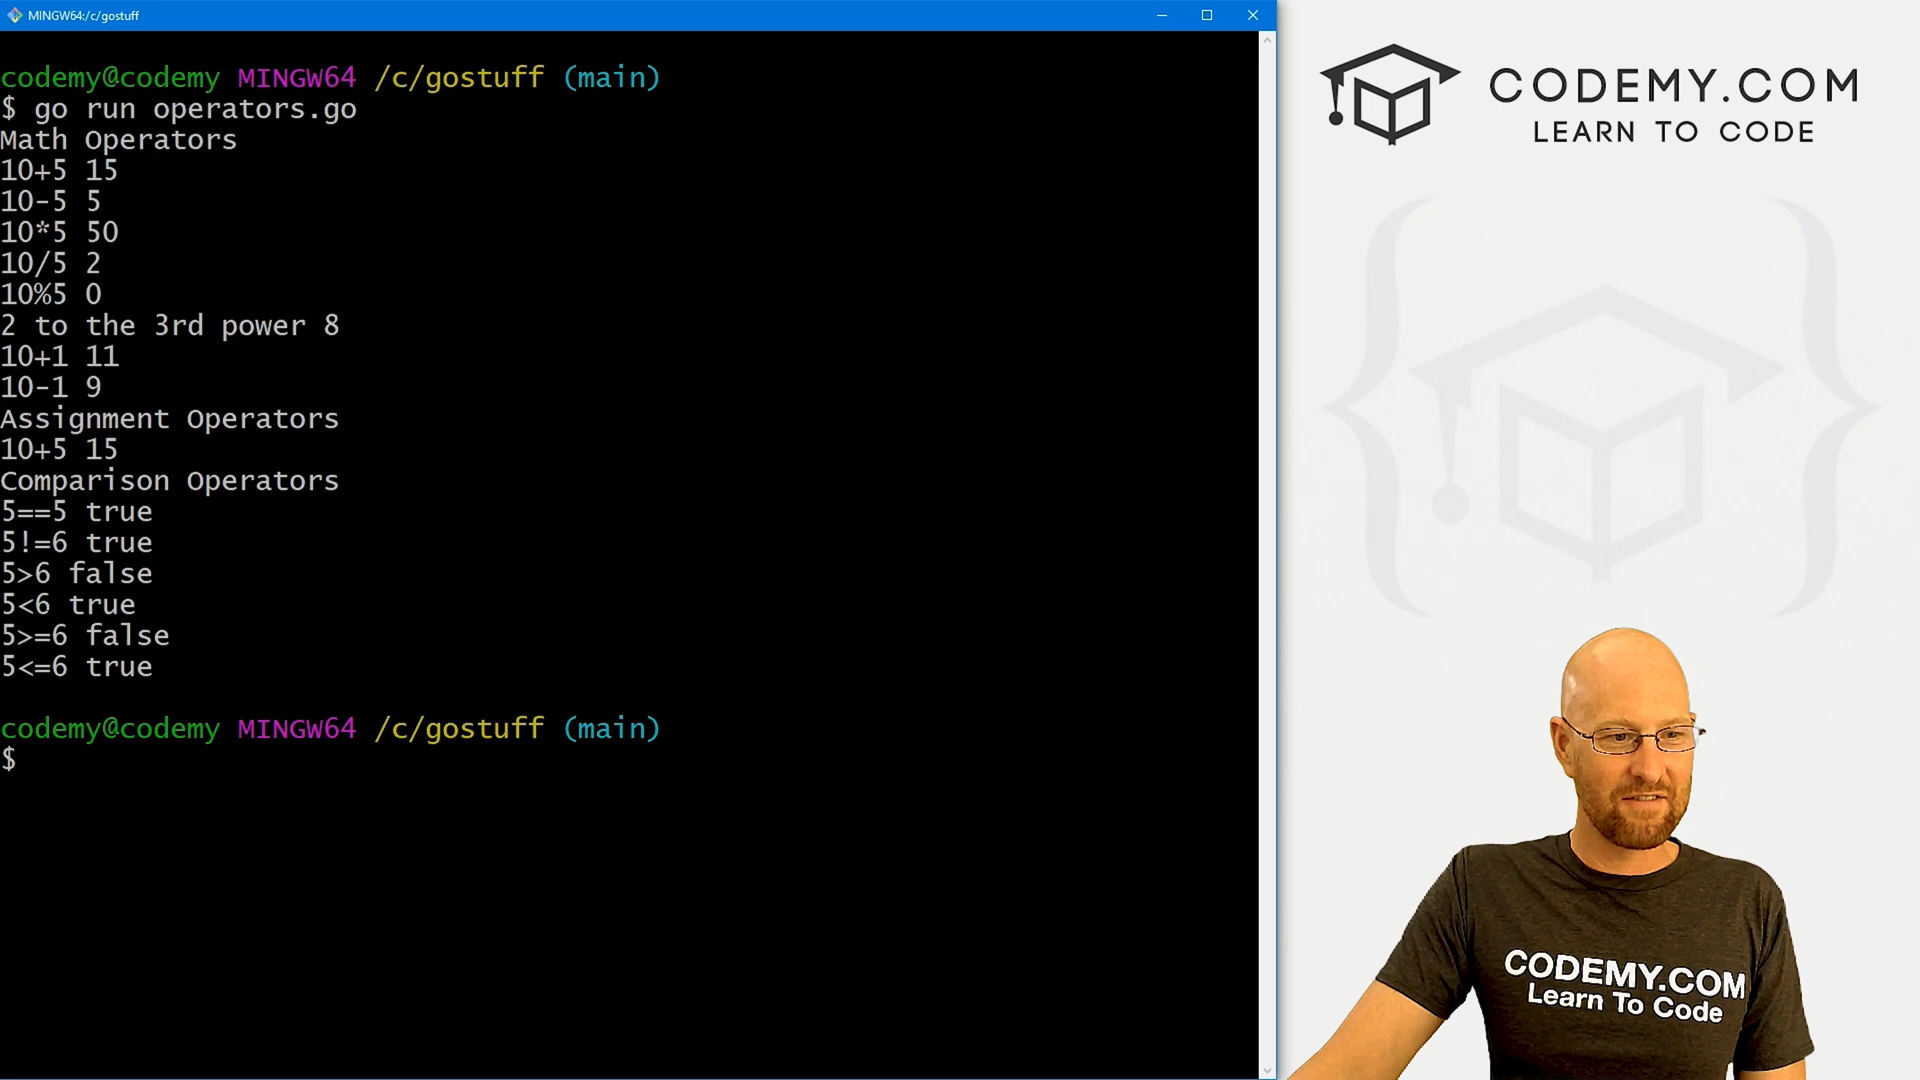 MINGW64:/c/gostuff
codemy@codemy MINGW64 /c/gostuff (main)
$ go run operators.go
Math Operators
10+5 15
10-5 5
10*5 50
10/5 2
10%5 0
2 to the 3rd power 8
10+1 11
10-1 9
Assignment Operators
10+5 15
Comparison Operators
5==5 true
5!=6 true
5>6 false
5<6 true
5>=6 false
5<=6 true
codemy@codemy MINGW64 /c/gostuff (main)
$
CODEMY.COM
LEARN TO CODE
CODEMY.COM
Learn To Code